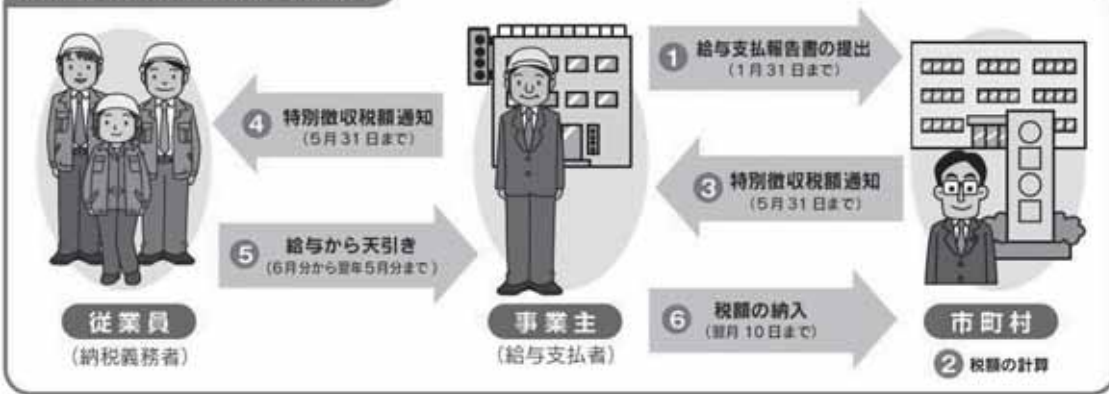 ① 給与支払報告書の提出
(1月31日まで)
④ 特別徴収税額通知
(5月31日まで)
③ 特別徴収税額通知
(5月31日まで)
⑤ 給与から天引き
(6月分から翌年5月分まで)
⑥ 税額の納入
(翌月10日まで)
従業員
(納税義務者)
事業主
(給与支払者)
市町村
② 税額の計算